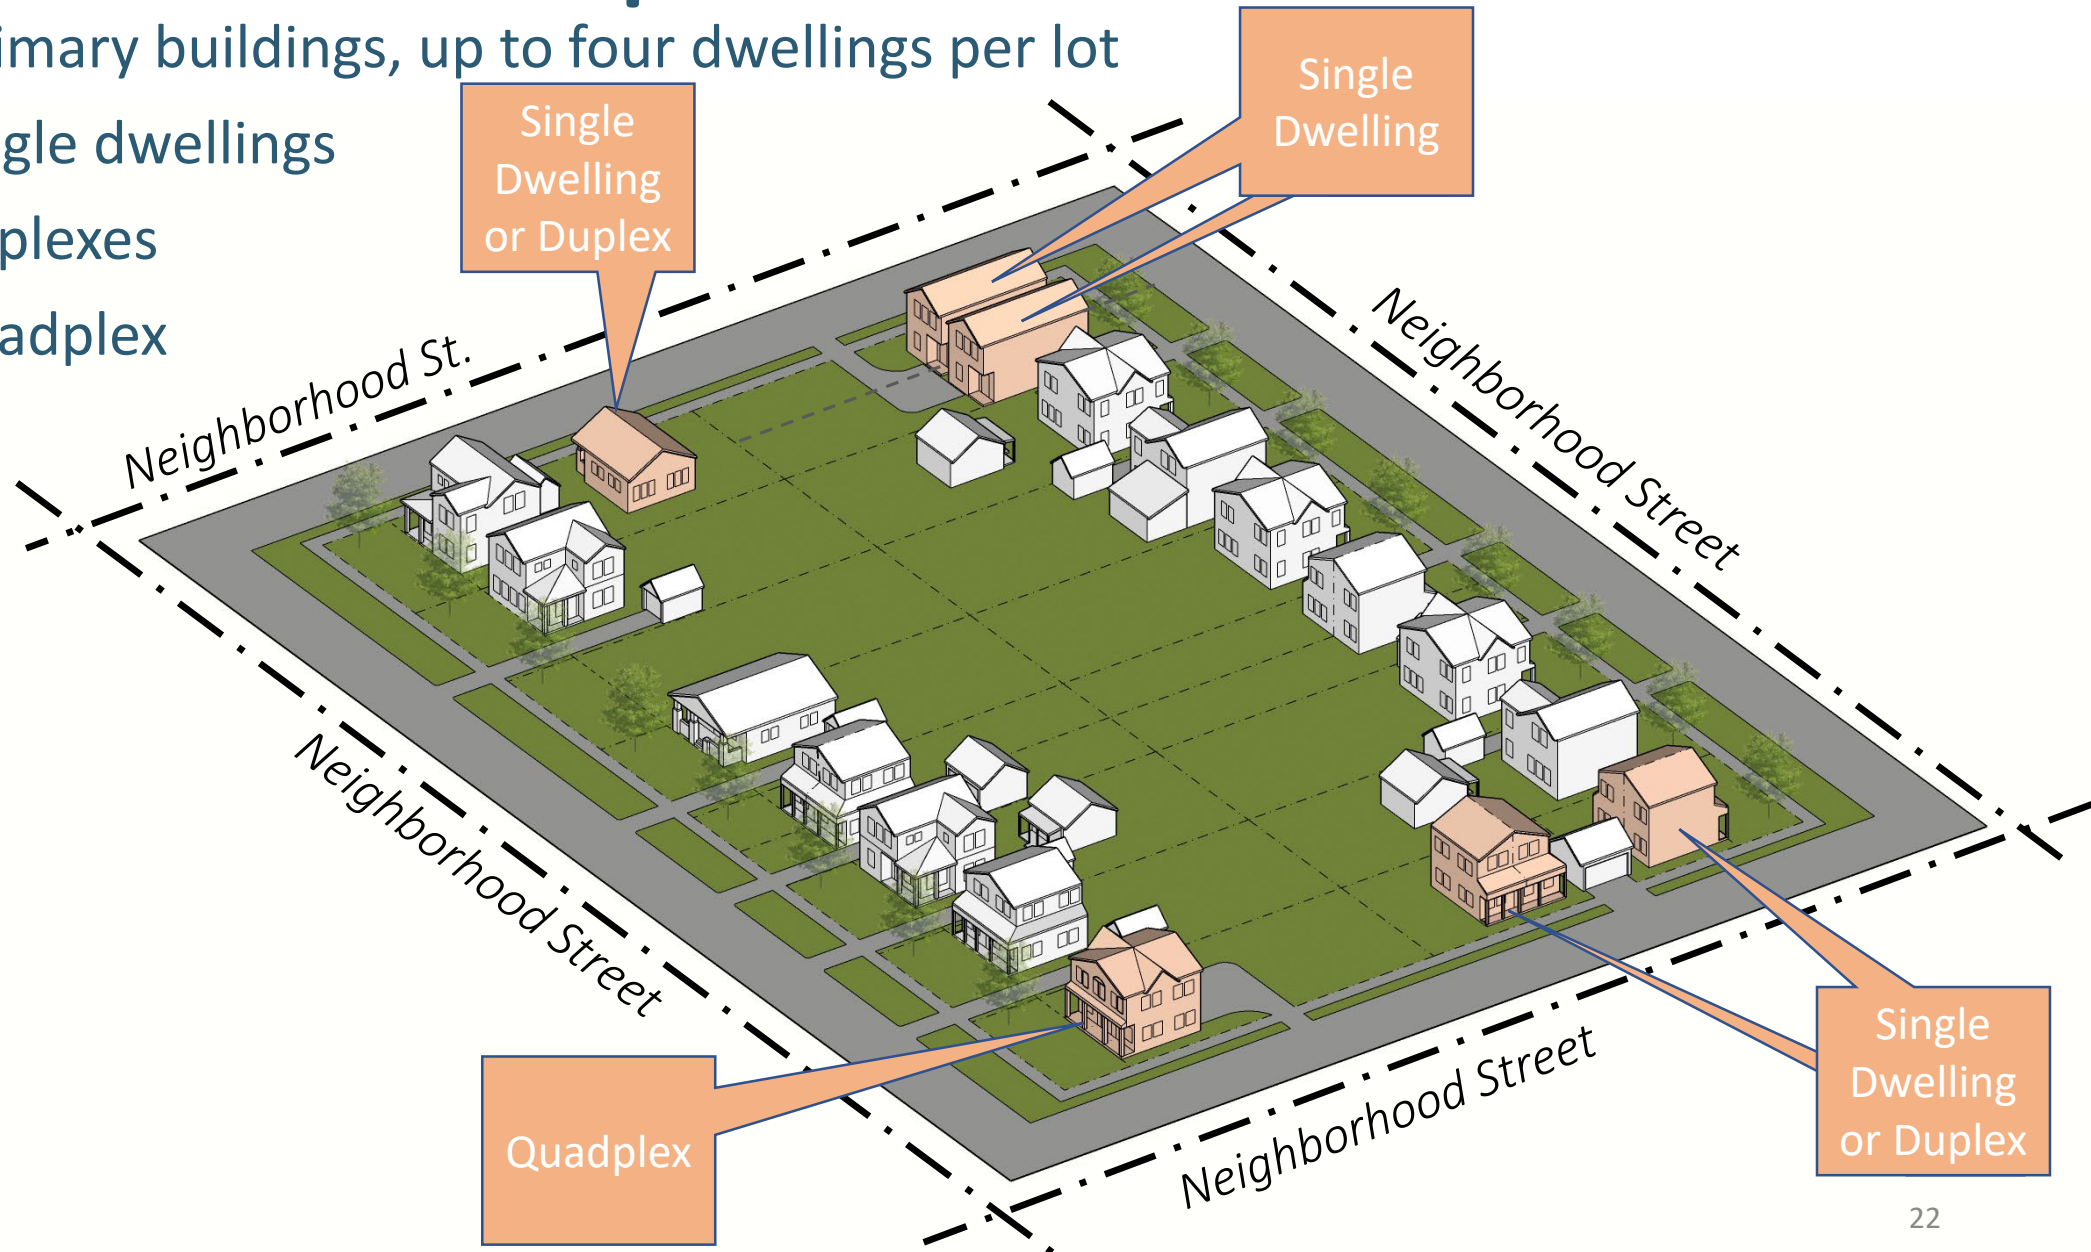 imary buildings, up to four dwellings per lot
gle dwellings
plexes
adplex
Single
Dwelling
or Duplex
Single
Dwelling
Neighborhood St.
Neighborhood Street
Neighborhood Street
Neighborhood Street
Quadplex
Single
Dwelling
or Duplex
22